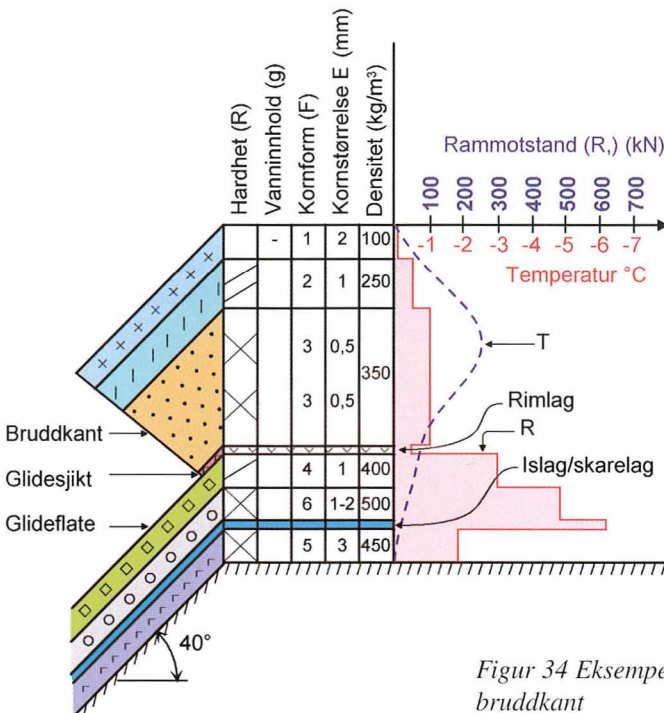 Hardhet (R)
Vanninnhold (g)
Kornform (F)
Kornstørrelse E (mm)
Densitet (kg/m³)
Rammotstand (R,) (kN)
100 200 300 400 500 600 700
-1 -2 -3 -4 -5 -6 -7
Temperatur °C
- 1 2 100
2 1 250
3 0,5
350
3 0,5
4 1 400
6 1-2 500
5 3 450
T
Rimlag
R
Islag/skarelag
Bruddkant
Glidesjikt
Glideflate
40°
Figur 34 Eksempe
bruddkant